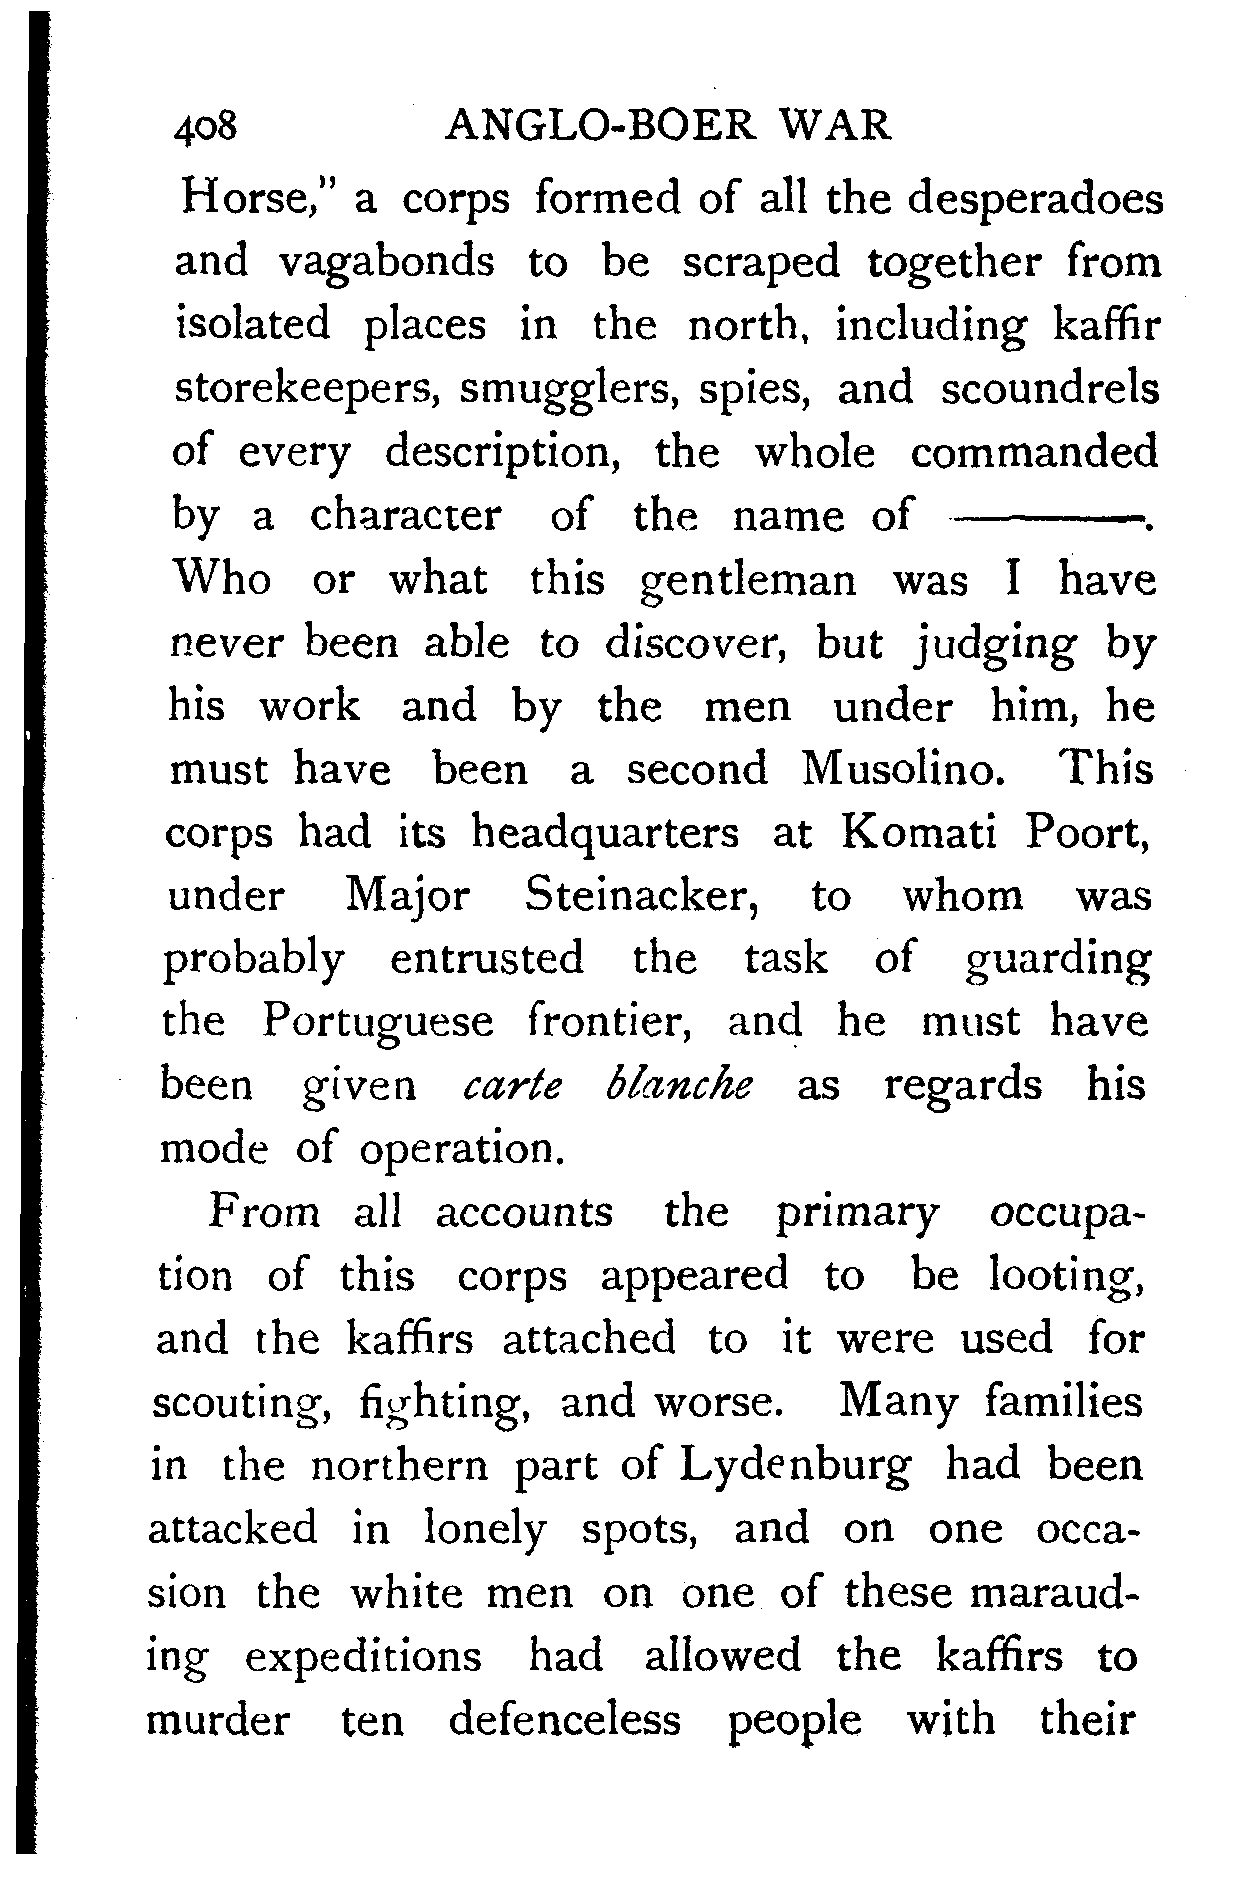 408 ANGLO-BOER WAR
Horse," a corps formed of all the desperadoes
and vagabonds to be scraped together from
isolated places in the north, including kaffir
storekeepers, smugglers, spies, and scoundrels
of every description, the whole commanded
by a character of the name of ———.
Who or what this gentleman was I have
never been able to discover, but judging by
his work and by the men under him, he
must have been a second Musolino. This
corps had its headquarters at Komati Poort,
under Major Steinacker, to whom was
probably entrusted the task of guarding
the Portuguese frontier, and he must have
been given carte blanche as regards his
mode of operation.
From all accounts the primary occupa-
tion of this corps appeared to be looting,
and the kaffirs attached to it were used for
scouting, fighting, and worse. Many families
in the northern part of Lydenburg had been
attacked in lonely spots, and on one occa-
sion the white men on one of these maraud-
ing expeditions had allowed the kaffirs to
murder ten defenceless people with their